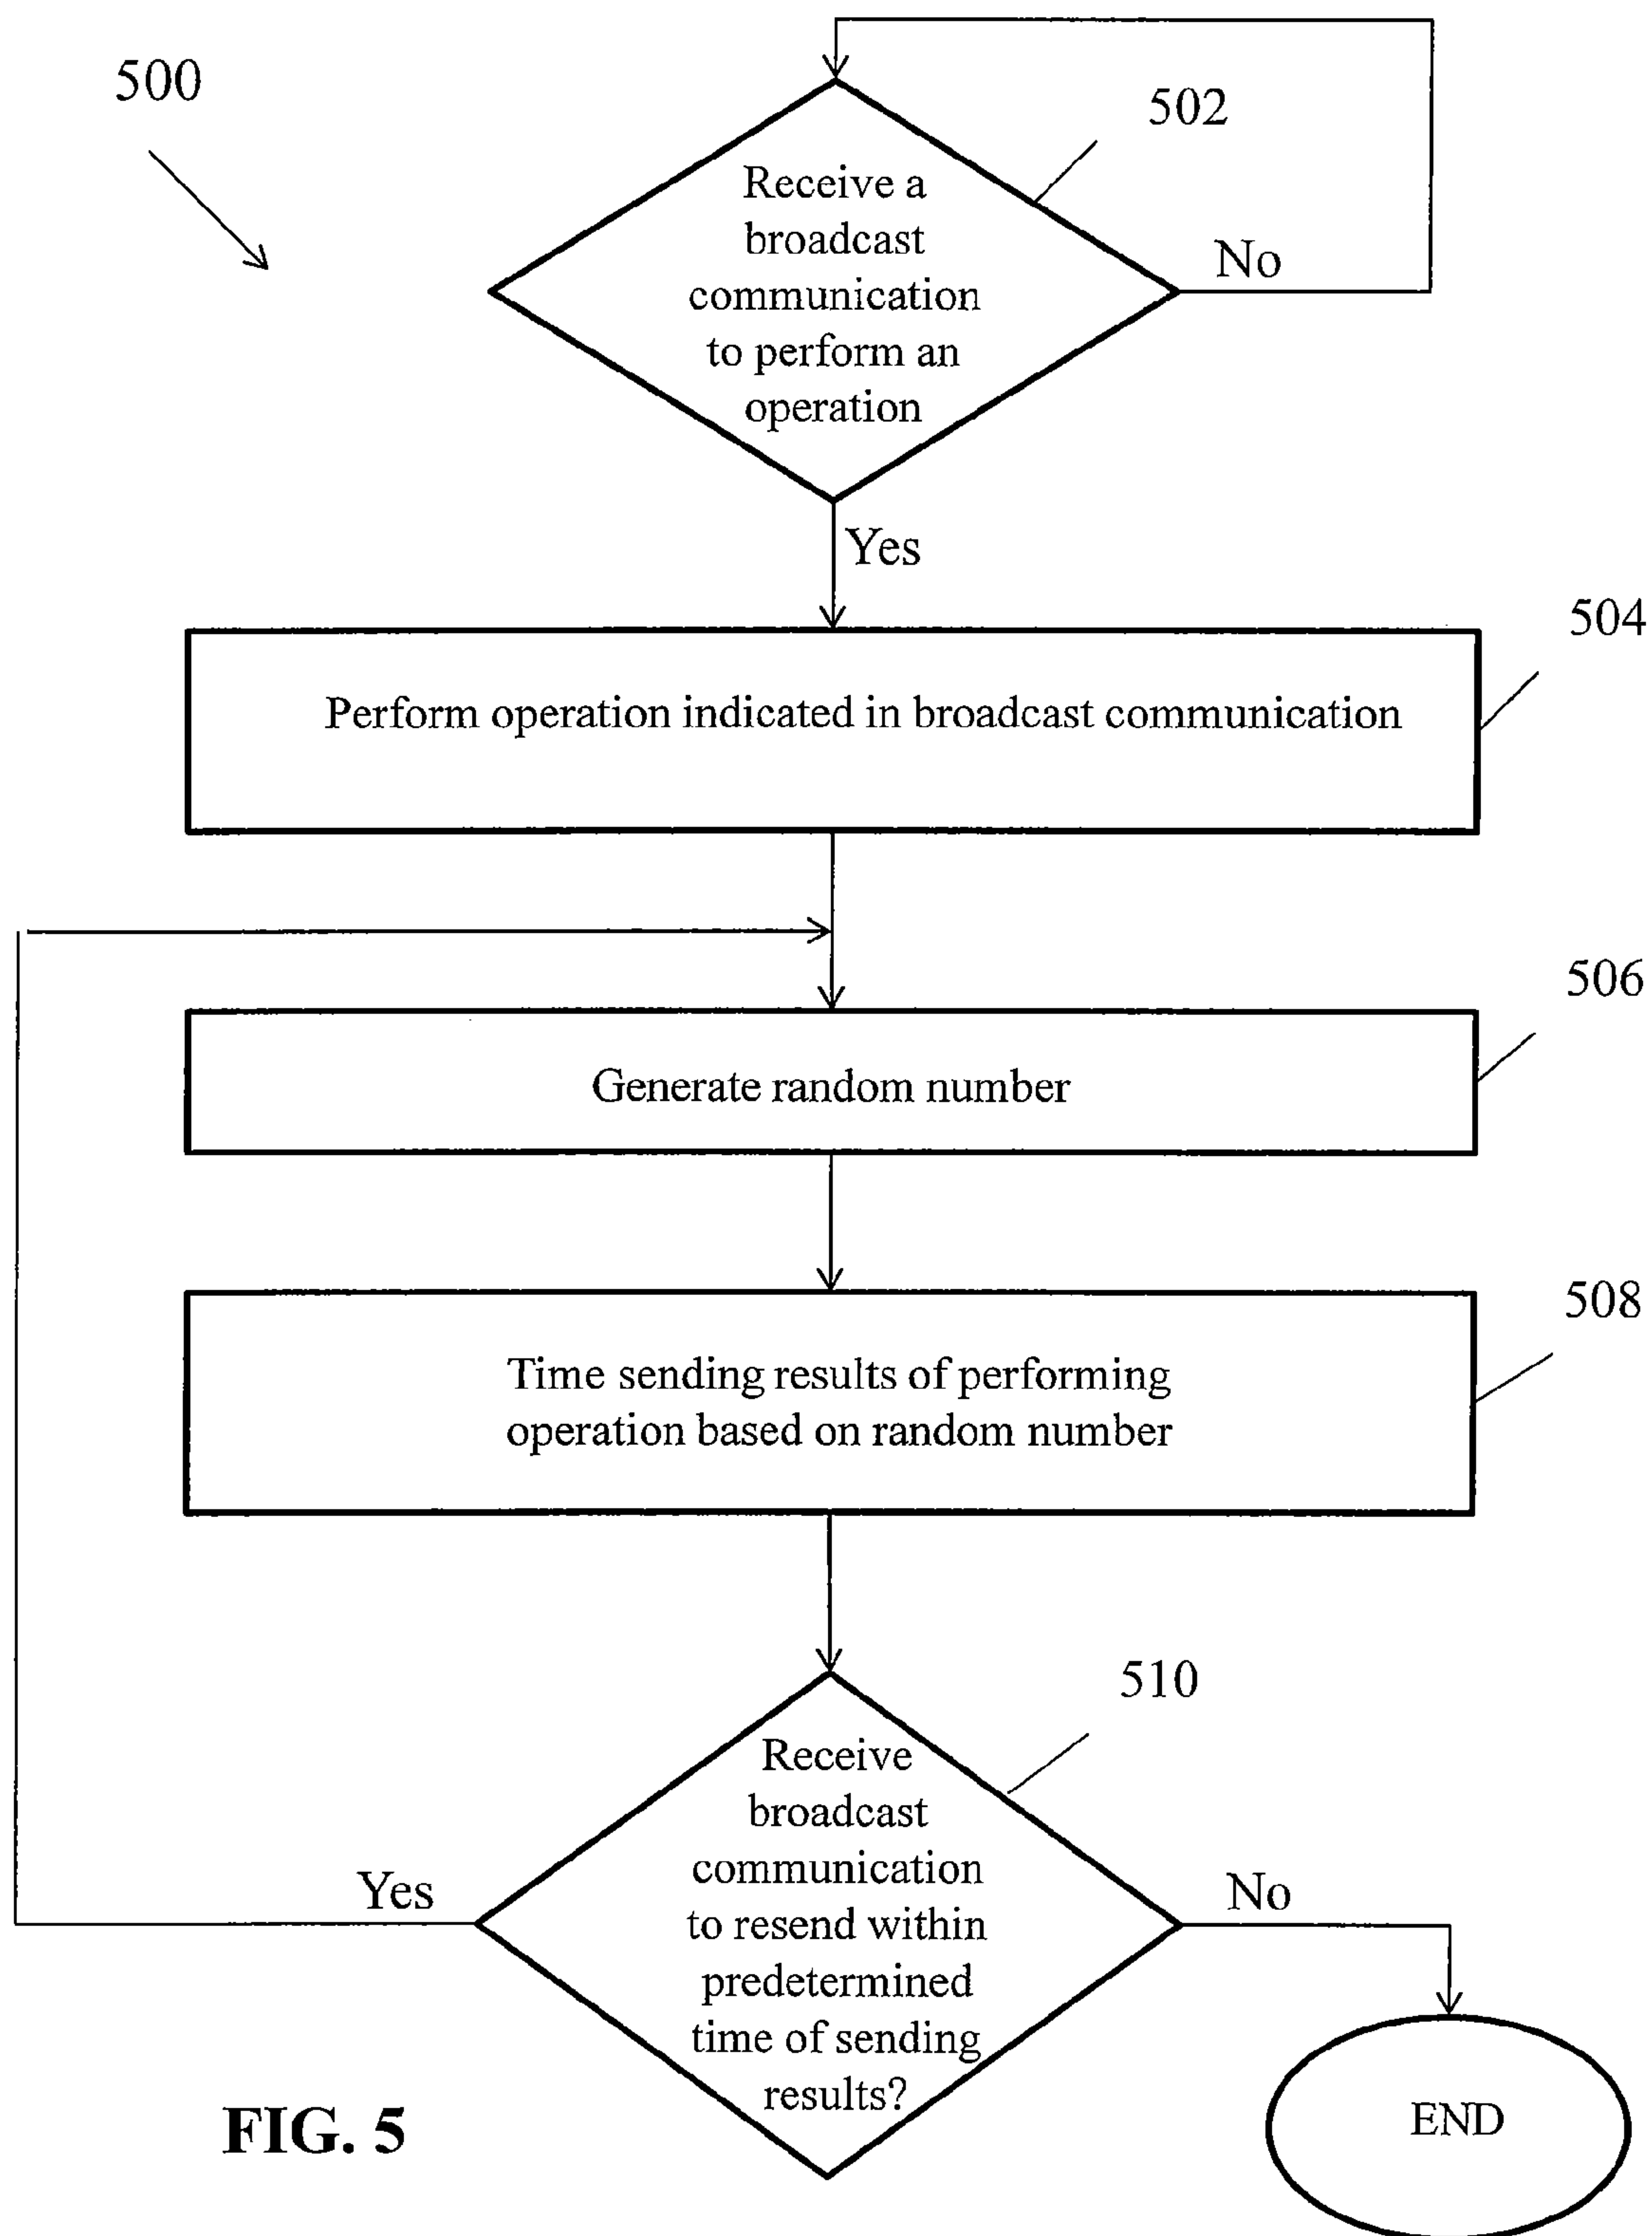 500
502
Receive a
broadcast
communication
to perform an
operation
No
Yes
504
Perform operation indicated in broadcast communication
506
Generate random number
508
Time sending results of performing
operation based on random number
510
Receive
broadcast
communication
to resend within
predetermined
time of sending
results?
Yes
No
END
FIG. 5